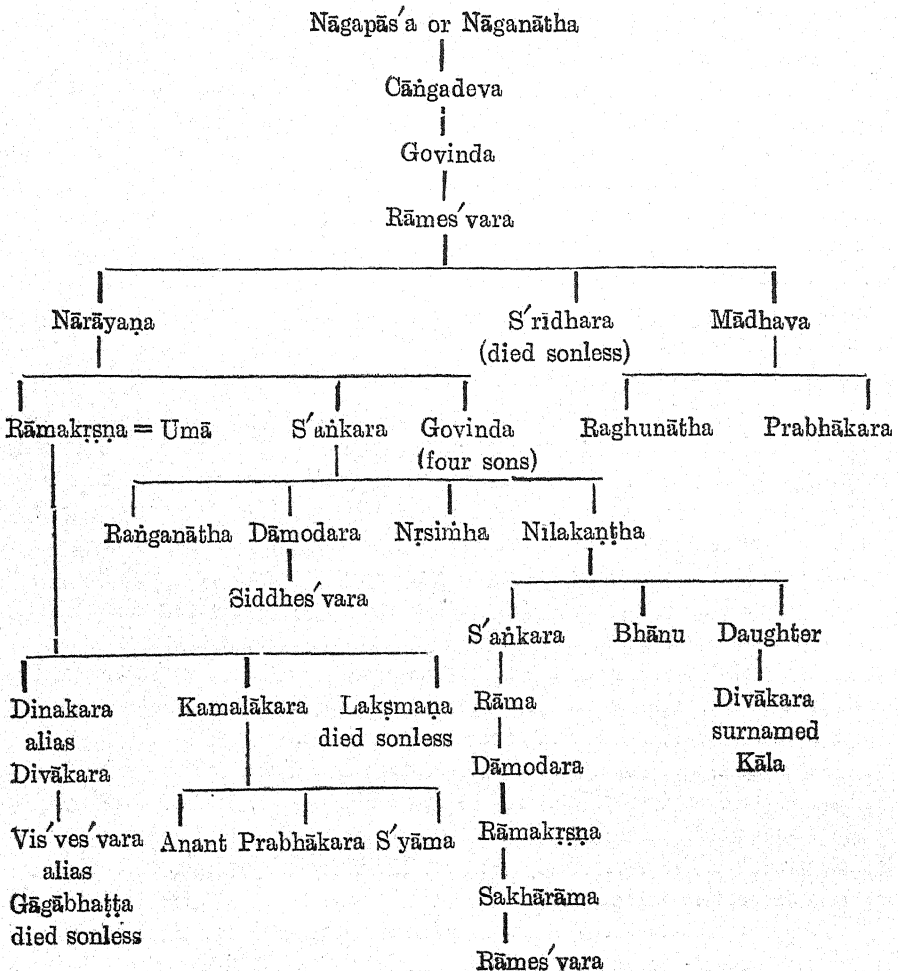 Nāgapās′a or Nāganātha
Cāṅgadeva
Govinda
Rāmes′vara
Nārāyaṇa S′rīdhara Mādhava
(died sonless)
Rāmakṛṣṇa = Umā S′aṅkara Govinda Raghunātha Prabhākara
(four sons)
Raṅganātha Dāmodara Nṛsiṁha Nīlakaṇṭha
Siddhes′vara
S′aṅkara Bhānu Daughter
Dinakara Kamalākara Lakṣmaṇa Rāma Divākara
alias died sonless surnamed
Divākara Dāmodara Kāla
Vis′ves′vara Anant Prabhākara S′yāma Rāmakṛṣṇa
alias
Gāgābhaṭṭa Sakhārāma
died sonless
Rāmes′vara